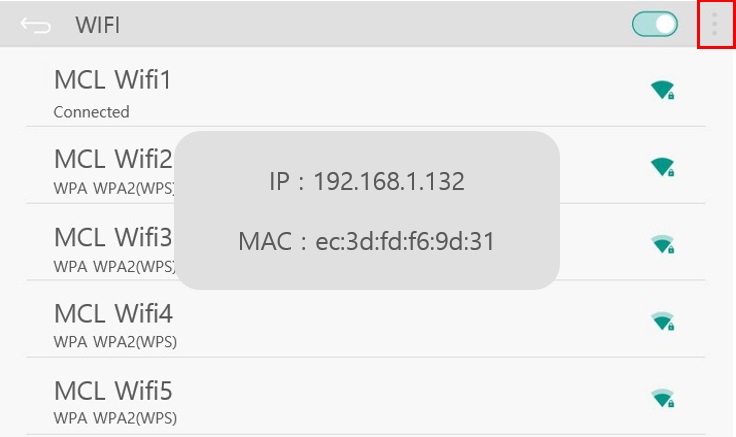 WIFI
MCL Wifi1
Connected
MCL Wifi2
WPA WPA2(WPS)
IP : 192.168.1.132
MAC : ec:3d:fd:f6:9d:31
MCL Wifi3
WPA WPA2(WPS)
MCL Wifi4
WPA WPA2(WPS)
MCL Wifi5
WPA WPA2(WPS)